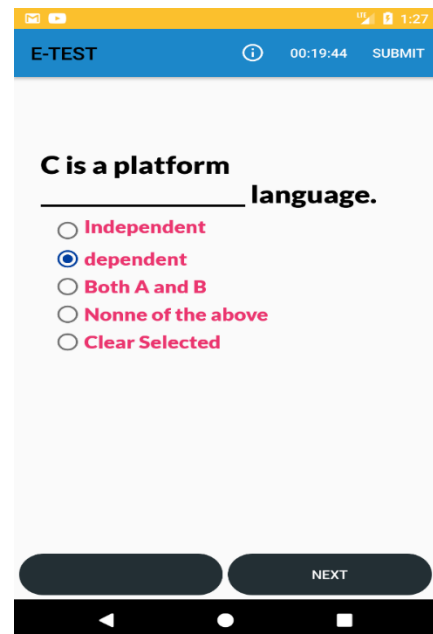 1:27
E-TEST 00:19:44 SUBMIT
C is a platform
____________________ language.
Independent
dependent
Both A and B
Nonne of the above
Clear Selected
NEXT